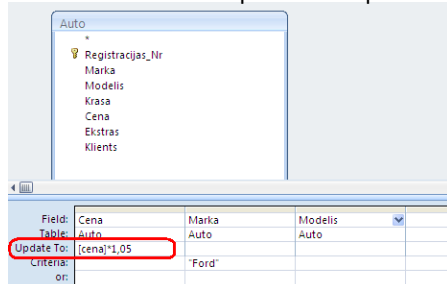 Auto
*
Registracijas_Nr
Marka
Modelis
Krasa
Cena
Ekstras
Klients
Field: Cena Marka Modelis
Table: Auto Auto Auto
Update To: [cena]*1,05
Criteria: "Ford"
or: